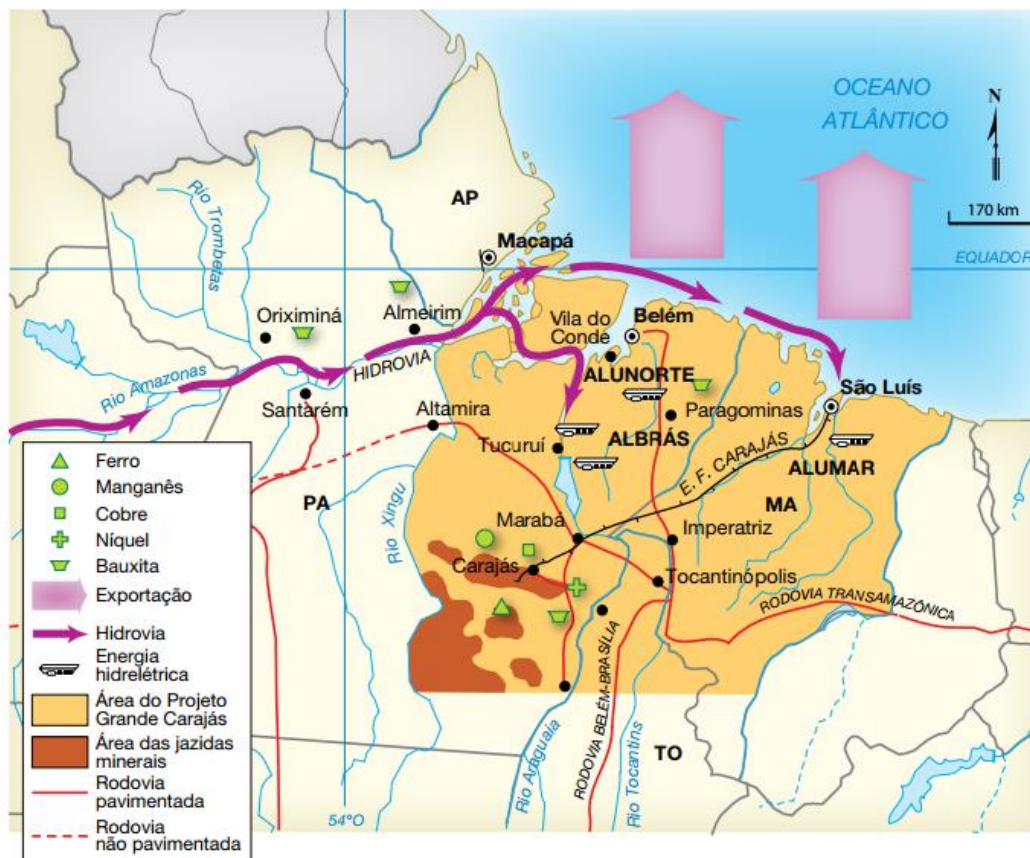 OCEANO
ATLÂNTICO
N
170 km
EQUADOR
AP
Macapá
Rio Trombetas
Oriximiná
Almeirim
HIDROVIA
Rio Amazonas
Santarém
Altamira
Vila do
Conde
Belém
ALUNORTE
Paragominas
ALBRÁS
Tucuruí
São Luís
ALUMAR
E. F. CARAJÁS
MA
PA
Rio Xingu
Marabá
Imperatriz
Carajás
Tocantinópolis
RODOVIA TRANSAMAZÔNICA
RODOVIA BELÉM-BRASÍLIA
Rio Araguaia
Rio Tocantins
TO
54ºO
Ferro
Manganês
Cobre
Níquel
Bauxita
Exportação
Hidrovia
Energia
hidrelétrica
Área do Projeto
Grande Carajás
Área das jazidas
minerais
Rodovia
pavimentada
Rodovia
não pavimentada